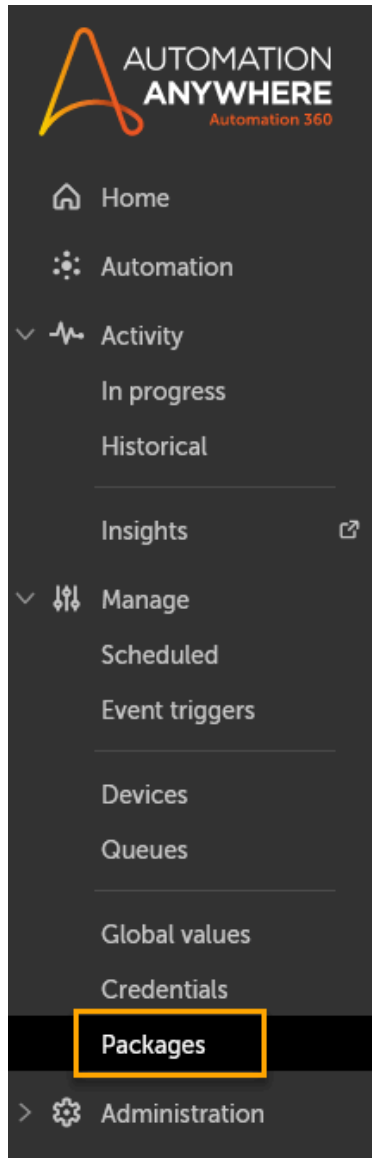 AUTOMATION
ANYWHERE
Automation 360
Home
Automation
Activity
In progress
Historical
Insights
Manage
Scheduled
Event triggers
Devices
Queues
Global values
Credentials
Packages
Administration